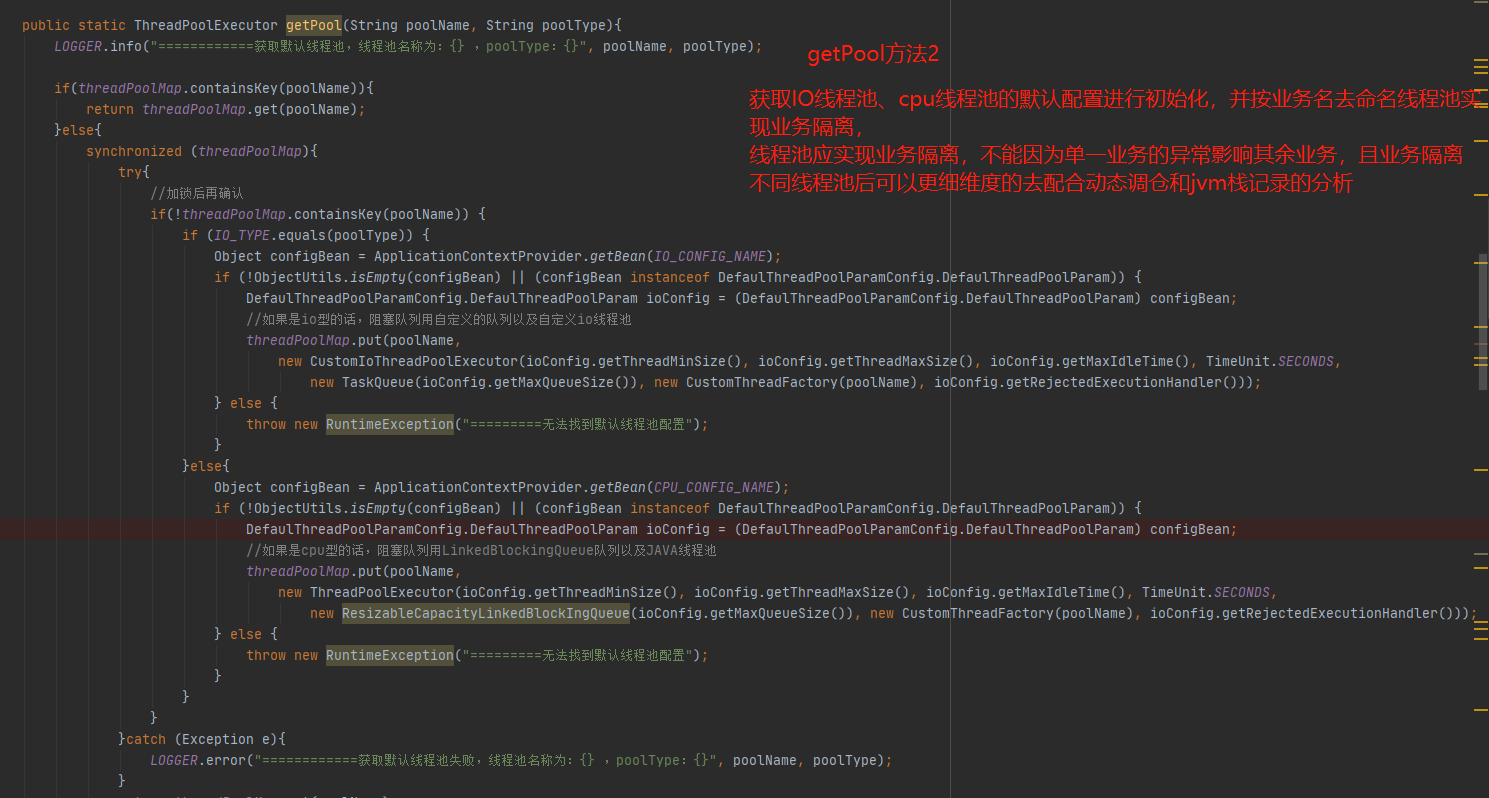 public static ThreadPoolExecutor getPool(String poolName, String poolType){
LOGGER.info("============获取默认线程池，线程池名称为：{} ，poolType：{}", poolName, poolType);
getPool方法2
if(threadPoolMap.containsKey(poolName)){
获取IO线程池、cpu线程池的默认配置进行初始化，并按业务名去命名线程池实
return threadPoolMap.get(poolName);
现业务隔离，
}else{
synchronized (threadPoolMap){
线程池应实现业务隔离，不能因为单一业务的异常影响其余业务，且业务隔离
try{
不同线程池后可以更细维度的去配合动态调仓和jvm栈记录的分析
//加锁后再确认
if(!threadPoolMap.containsKey(poolName)) {
if (IO_TYPE.equals(poolType)) {
Object configBean = ApplicationContextProvider.getBean(IO_CONFIG_NAME);
if (!ObjectUtils.isEmpty(configBean) || (configBean instanceof DefaulThreadPoolParamConfig.DefaulThreadPoolParam)) {
DefaulThreadPoolParamConfig.DefaulThreadPoolParam ioConfig = (DefaulThreadPoolParamConfig.DefaulThreadPoolParam) configBean;
//如果是io型的话，阻塞队列用自定义的队列以及自定义io线程池
threadPoolMap.put(poolName,
new CustomIoThreadPoolExecutor(ioConfig.getThreadMinSize(), ioConfig.getThreadMaxSize(), ioConfig.getMaxIdleTime(), TimeUnit.SECONDS,
new TaskQueue(ioConfig.getMaxQueueSize()), new CustomThreadFactory(poolName), ioConfig.getRejectedExecutionHandler()));
} else {
throw new RuntimeException("=========无法找到默认线程池配置");
}
}else{
Object configBean = ApplicationContextProvider.getBean(CPU_CONFIG_NAME);
if (!ObjectUtils.isEmpty(configBean) || (configBean instanceof DefaulThreadPoolParamConfig.DefaulThreadPoolParam)) {
DefaulThreadPoolParamConfig.DefaulThreadPoolParam ioConfig = (DefaulThreadPoolParamConfig.DefaulThreadPoolParam) configBean;
//如果是cpu型的话，阻塞队列用LinkedBlockingQueue队列以及JAVA线程池
threadPoolMap.put(poolName,
new ThreadPoolExecutor(ioConfig.getThreadMinSize(), ioConfig.getThreadMaxSize(), ioConfig.getMaxIdleTime(), TimeUnit.SECONDS,
new ResizableCapacityLinkedBlockIngQueue(ioConfig.getMaxQueueSize()), new CustomThreadFactory(poolName), ioConfig.getRejectedExecutionHandler()));
} else {
throw new RuntimeException("=========无法找到默认线程池配置");
}
}
}
}catch (Exception e){
LOGGER.error("============获取默认线程池失败，线程池名称为：{} ，poolType：{}", poolName, poolType);
}